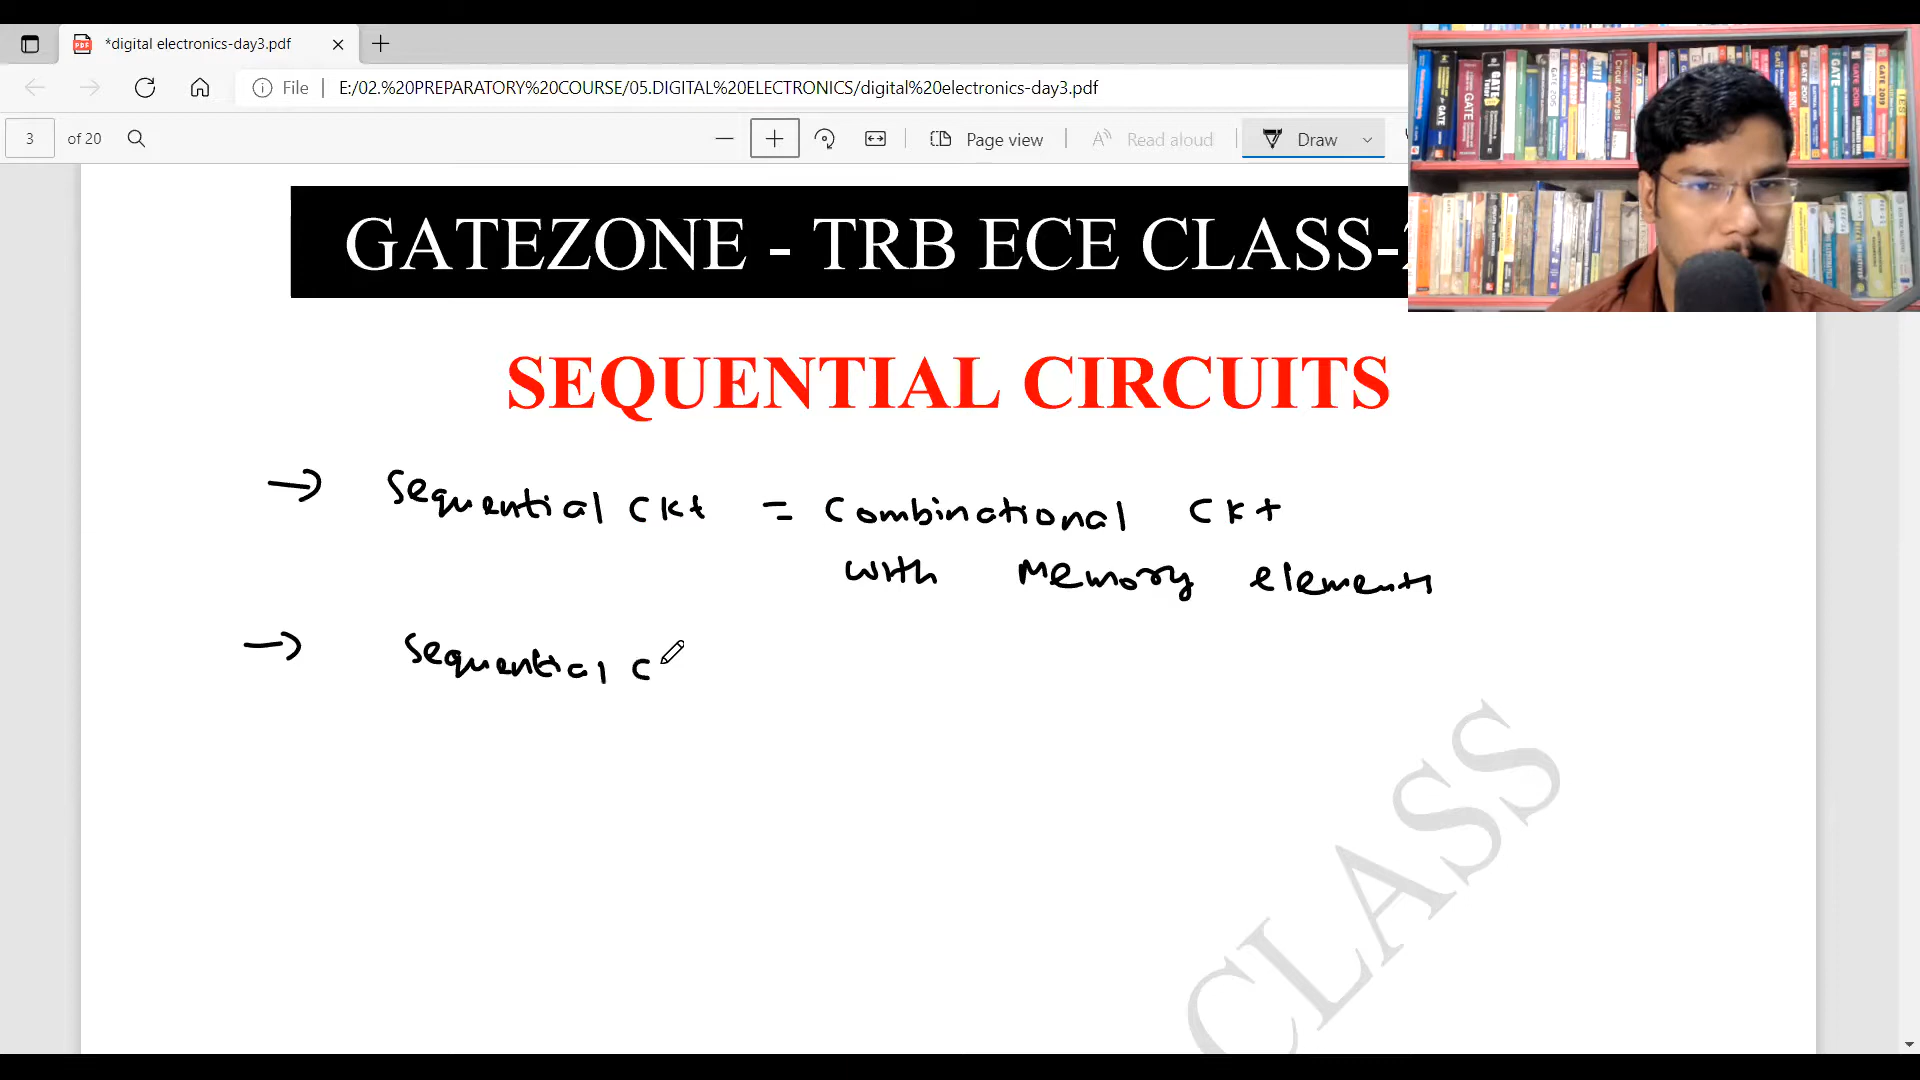 *digital electronics-day3.pdf
File
E:/02.%20PREPARATORY%20COURSE/05.DIGITAL%20ELECTRONICS/digital%20electronics-day3.pdf
3 of 20
Page view
Read aloud
Draw
GATEZONE - TRB ECE CLASS-
SEQUENTIAL CIRCUITS
→ Sequential Ckt = Combinational Ckt
with Memory elements
→ Sequential C
CLASS